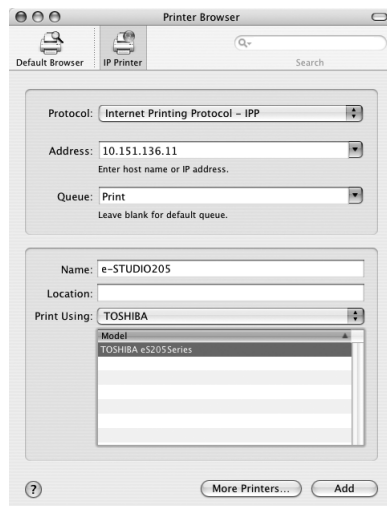 Printer Browser
Default Browser
IP Printer
Search
Protocol: Internet Printing Protocol – IPP
Address: 10.151.136.11
Enter host name or IP address.
Queue: Print
Leave blank for default queue.
Name: e-STUDIO205
Location:
Print Using: TOSHIBA
Model
TOSHIBA eS205Series
?
More Printers...
Add